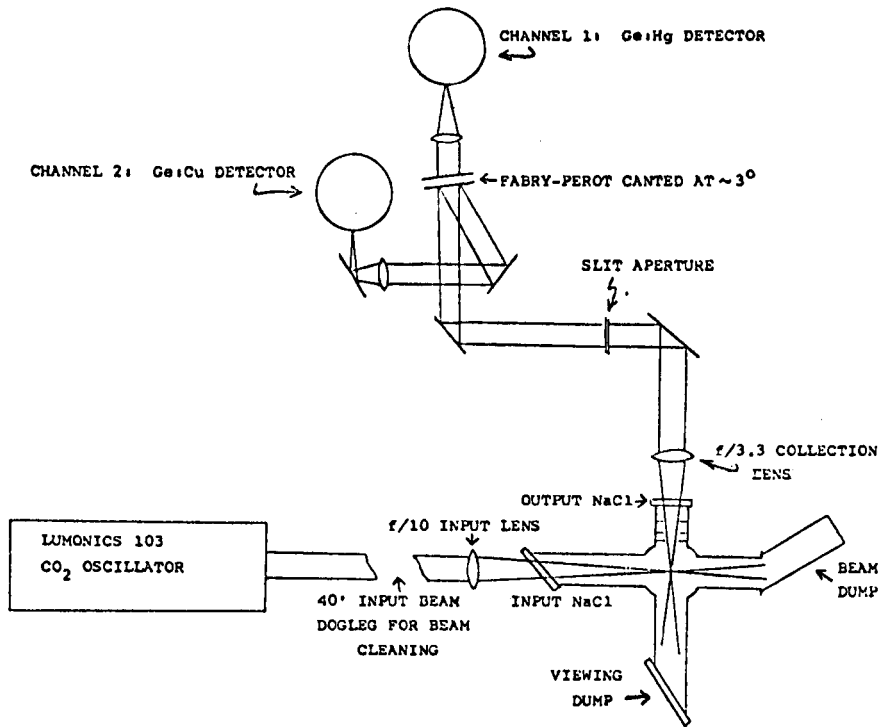 CHANNEL 1: Ge:Hg DETECTOR
CHANNEL 2: Ge:Cu DETECTOR
FABRY-PEROT CANTED AT ~3°
SLIT APERTURE
f/3.3 COLLECTION
LENS
OUTPUT NaCl
f/10 INPUT LENS
LUMONICS 103
CO₂ OSCILLATOR
INPUT NaCl
40' INPUT BEAM
DOGLEG FOR BEAM
CLEANING
BEAM
DUMP
VIEWING
DUMP